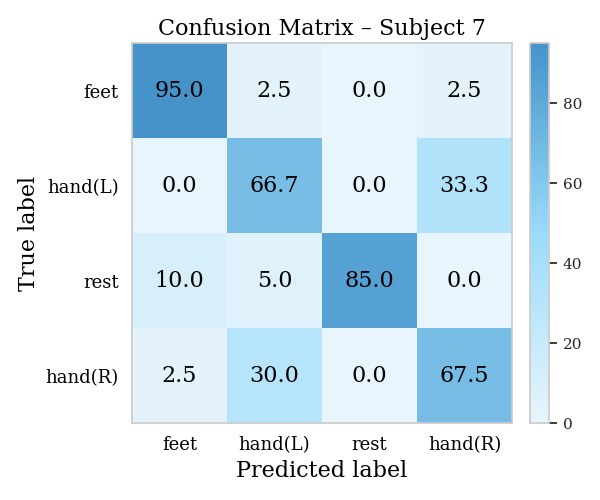 Confusion Matrix – Subject 7
feet 95.0 2.5 0.0 2.5
hand(L) 0.0 66.7 0.0 33.3
rest 10.0 5.0 85.0 0.0
hand(R) 2.5 30.0 0.0 67.5
feet hand(L) rest hand(R)
Predicted label
True label
80
60
40
20
0